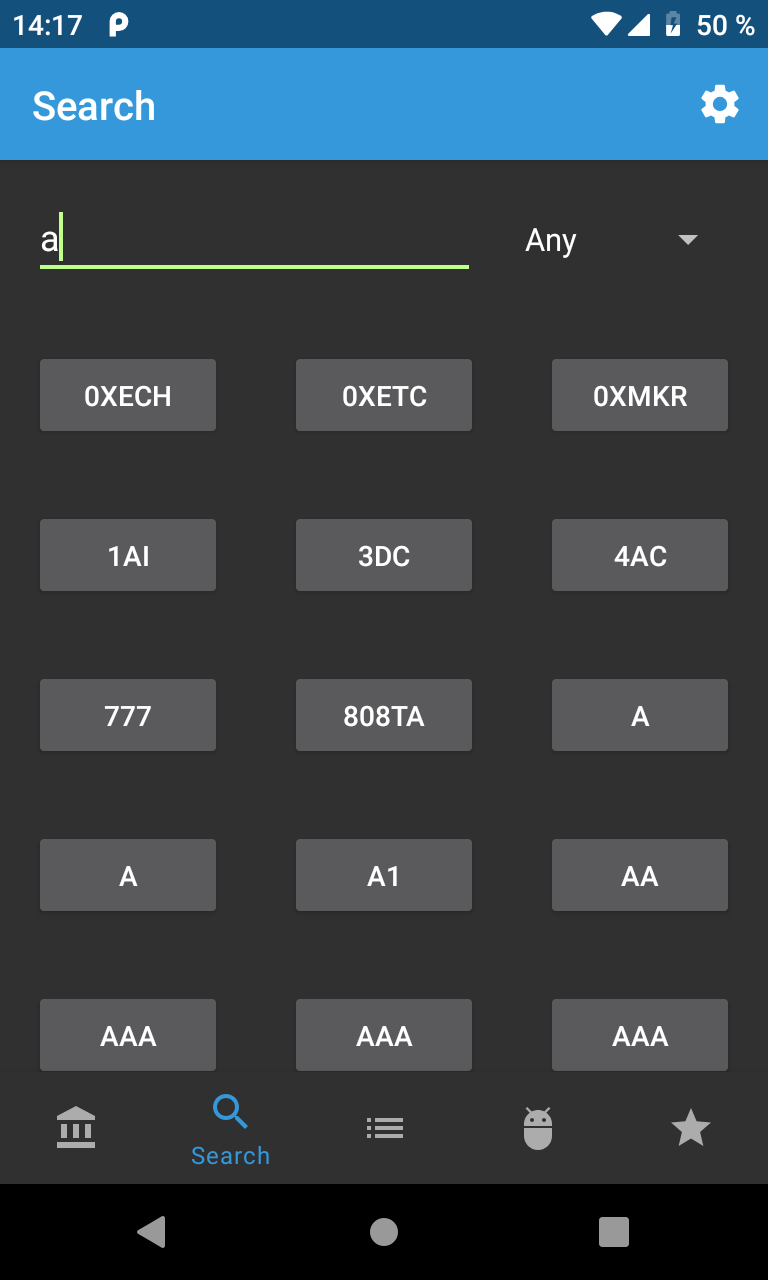 14:17 50 %
Search
a Any
0XECH 0XETC 0XMKR
1AI 3DC 4AC
777 808TA A
A A1 AA
AAA AAA AAA
Search